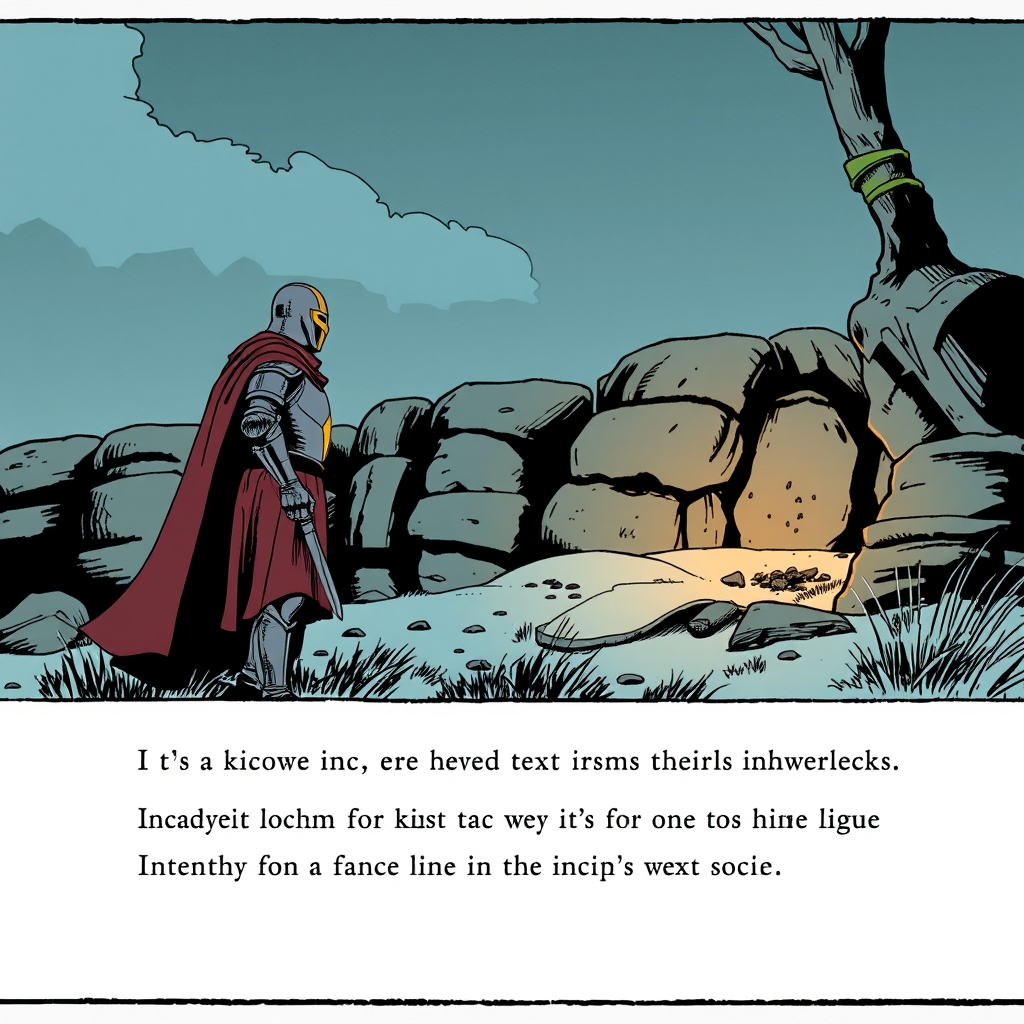 I t's a kicowe inc, ere heved text irsms theirls inhwerlecks.
Incadyeit lochm for kiust tac wey it's for one tos hine ligue
Intenthy fon a fance line in the incip's wext socie.